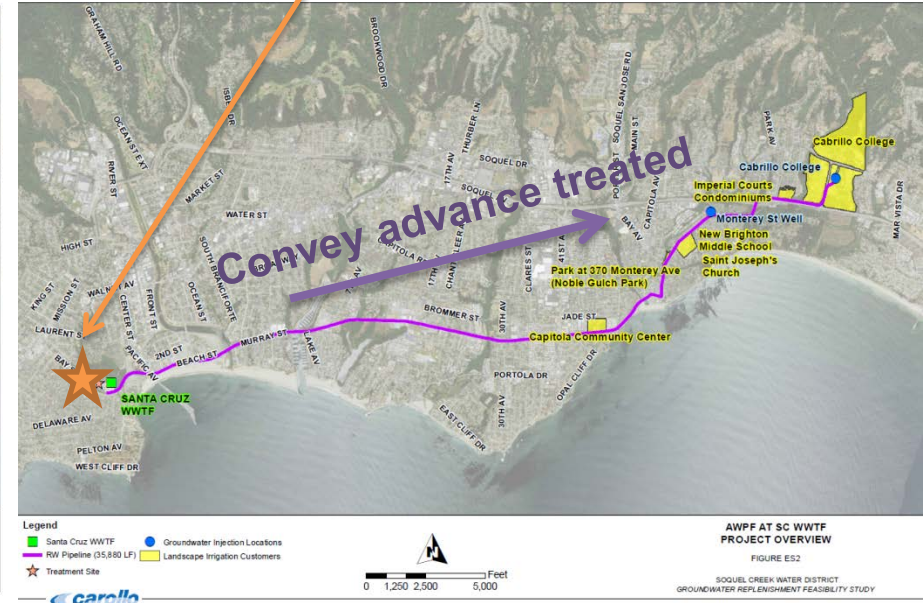 GRAHAM HILL RD
OCEAN ST EXT
RIVER ST
BROOKWOOD DR
MARKET ST
WATER ST
HIGH ST
KING ST
MISSION ST
WALNUT AV
CENTER ST
FRONT ST
OCEAN ST
SOUTH BRANCIFORTE
LAURENT S
PACIFIC AV
2ND ST
BEACH ST
MURRAY ST
LAKE AV
SANTA CRUZ
WWTF
DELAWARE AV
PELTON AV
WEST CLIFF DR
Convey advance treated
THURBER LN
17TH AV
SOQUEL DR
SOQUEL
17TH
BROMMER ST
30TH AV
CLARES ST
41ST A
JADE ST
PORTOLA DR
30TH AV
EAST CLIFF DR
OPAL CLIFF DR
SOQUEL SAN JOSE RD
MAIN ST
BAY AV
CAPITOLA AV
PARK AV
MAR VISTA DR
Cabrillo College
Cabrillo College
Imperial Courts
Condominiums
Monterey St Well
New Brighton
Middle School
Saint Joseph's
Church
Park at 370 Monterey Ave
(Noble Gulch Park)
Capitola Community Center
Legend
Santa Cruz WWTF
Groundwater Injection Locations
RW Pipeline (35,880 LF)
Landscape Irrigation Customers
Treatment Site
N
Feet
0 1,250 2,500 5,000
AWPF AT SC WWTF
PROJECT OVERVIEW
FIGURE ES2
SOQUEL CREEK WATER DISTRICT
GROUNDWATER REPLENISHMENT FEASIBILITY STUDY
carollo